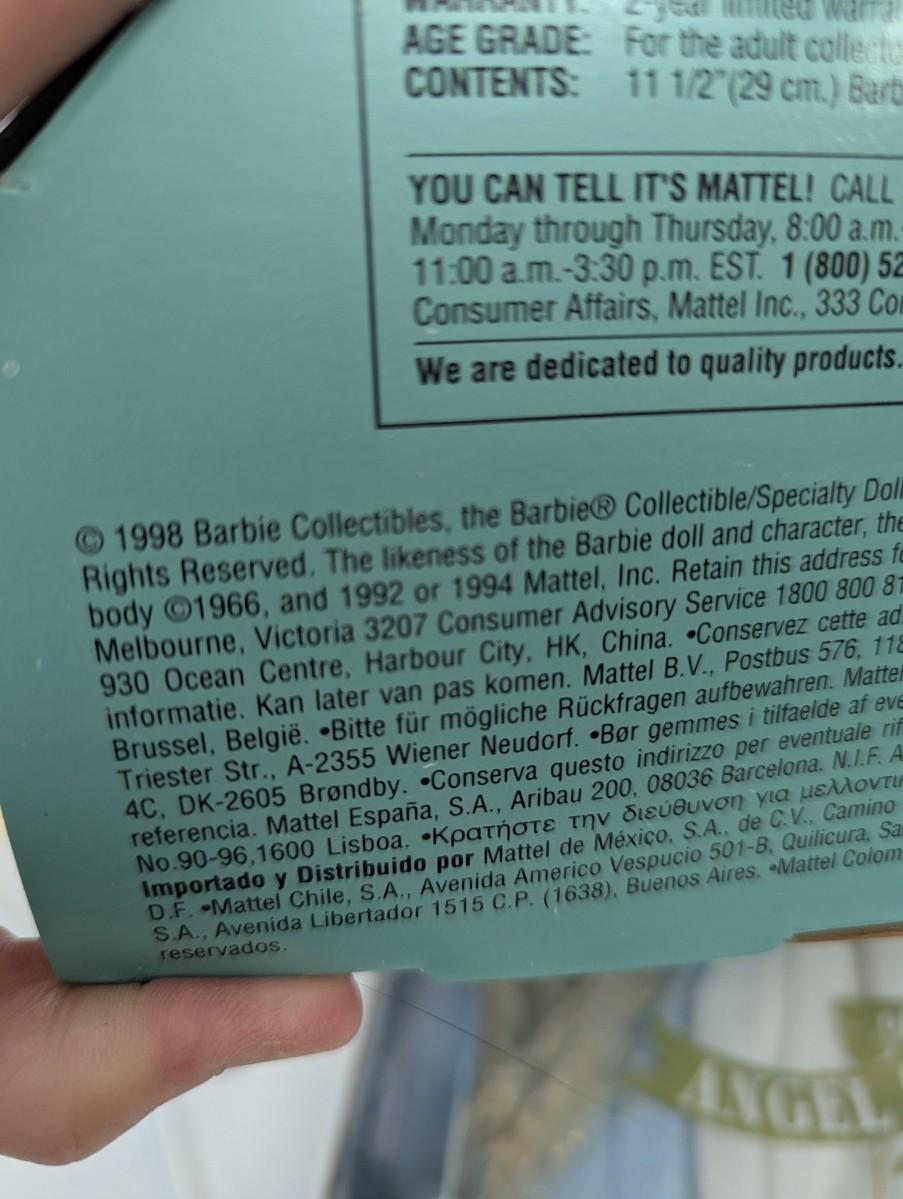 WARRANTY: 2-year limited warra
AGE GRADE: For the adult collecto
CONTENTS: 11 1/2"(29 cm.) Barb
YOU CAN TELL IT'S MATTEL! CALL
Monday through Thursday, 8:00 a.m.-
11:00 a.m.-3:30 p.m. EST. 1 (800) 52
Consumer Affairs, Mattel Inc., 333 Co
We are dedicated to quality products.
© 1998 Barbie Collectibles, the Barbie® Collectible/Specialty Doll
Rights Reserved. The likeness of the Barbie doll and character, the
body ©1966, and 1992 or 1994 Mattel, Inc. Retain this address fo
Melbourne, Victoria 3207 Consumer Advisory Service 1800 800 81
930 Ocean Centre, Harbour City, HK, China. •Conservez cette ad
informatie. Kan later van pas komen. Mattel B.V., Postbus 576, 118
Brussel, België. •Bitte für mögliche Rückfragen aufbewahren. Mattel
Triester Str., A-2355 Wiener Neudorf. •Bør gemmes i tilfaelde af eve
4C, DK-2605 Brøndby. •Conserva questo indirizzo per eventuale rif
referencia. Mattel España, S.A., Aribau 200, 08036 Barcelona. N.I.F. A
No.90-96,1600 Lisboa. •Κρατήστε την διεύθυνση για μελλοντι
Importado y Distribuido por Mattel de México, S.A., de C.V., Camino
D.F. •Mattel Chile, S.A., Avenida Americo Vespucio 501-B, Quilicura, Sa
S.A., Avenida Libertador 1515 C.P. (1638), Buenos Aires. •Mattel Colom
reservados.
ANGEL